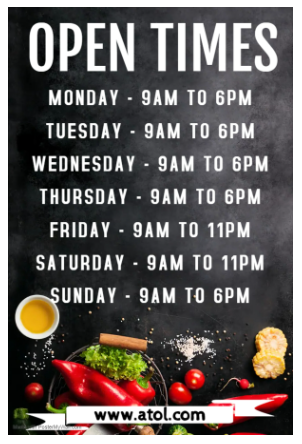 OPEN TIMES
MONDAY - 9AM TO 6PM
TUESDAY - 9AM TO 6PM
WEDNESDAY - 9AM TO 6PM
THURSDAY - 9AM TO 6PM
FRIDAY - 9AM TO 11PM
SATURDAY - 9AM TO 11PM
SUNDAY - 9AM TO 6PM
www.atol.com